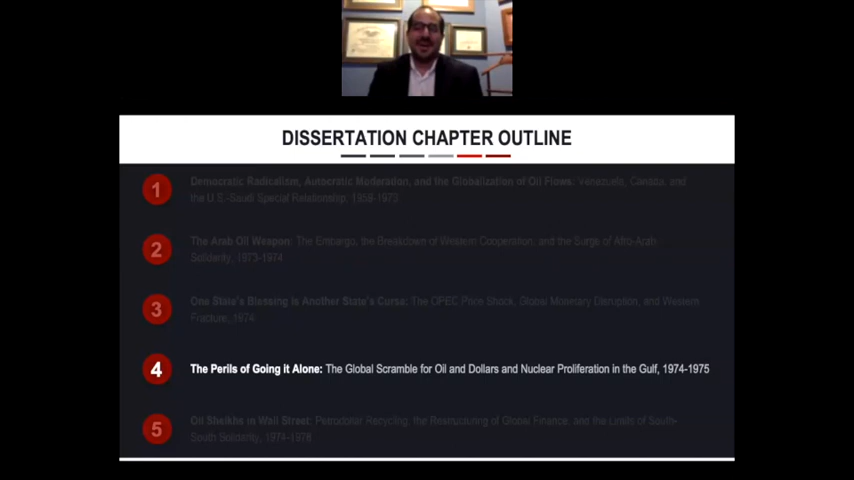 DISSERTATION CHAPTER OUTLINE
1
Democratic Radicalism, Autocratic Moderation, and the Globalization of Oil Flows: Venezuela, Canada, and
the U.S.-Saudi Special Relationship, 1959-1973
2
The Arab Oil Weapon: The Embargo, the Breakdown of Western Cooperation, and the Surge of Afro-Arab
Solidarity, 1973-1974
3
One State's Blessing is Another State's Curse: The OPEC Price Shock, Global Monetary Disruption, and Western
Fracture, 1974
4
The Perils of Going it Alone: The Global Scramble for Oil and Dollars and Nuclear Proliferation in the Gulf, 1974-1975
5
Oil Sheikhs in Wall Street: Petrodollar Recycling, the Restructuring of Global Finance, and the Limits of South-
South Solidarity, 1974-1978